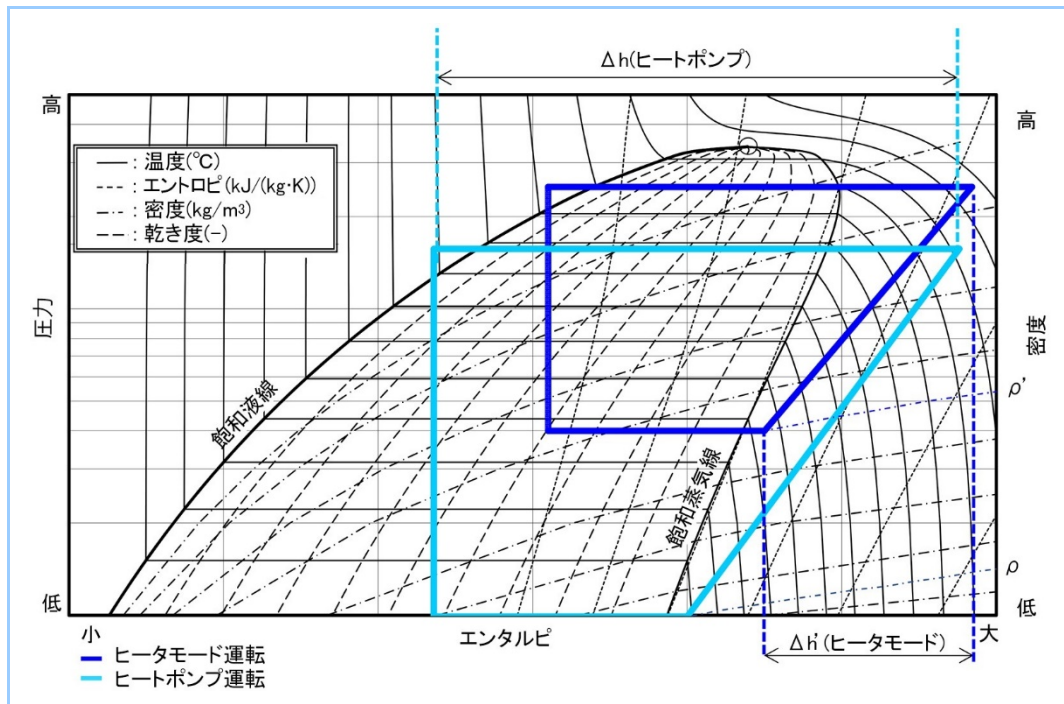 Δh(ヒートポンプ)
高
高
―: 温度(℃)
---: エントロピ(kJ/(kg･K))
-･-: 密度(kg/m³)
― ―: 乾き度(−)
圧力
密度
飽和液線
飽和蒸気線
ρ'
ρ
低
低
小
エンタルピ
大
ヒータモード運転
Δh'(ヒータモード)
ヒートポンプ運転